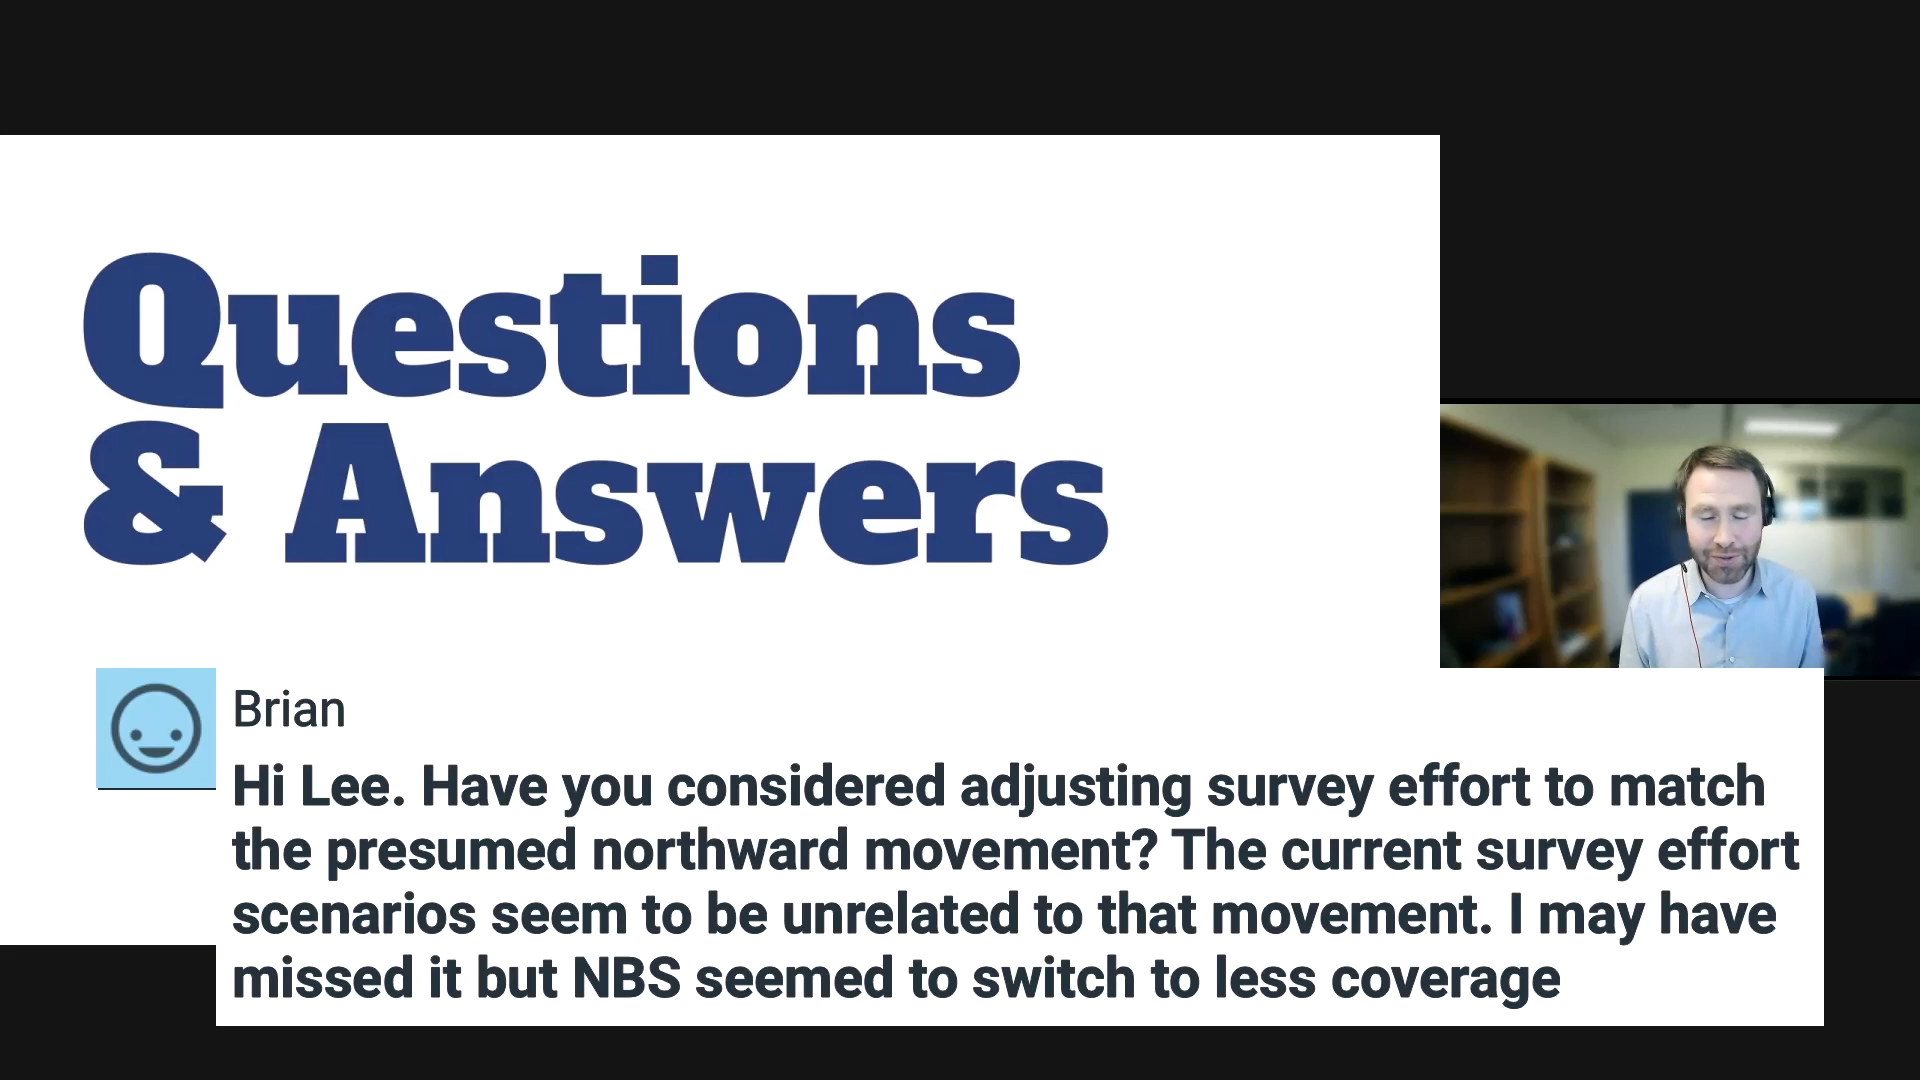 Questions
& Answers
Brian
Hi Lee. Have you considered adjusting survey effort to match
the presumed northward movement? The current survey effort
scenarios seem to be unrelated to that movement. I may have
missed it but NBS seemed to switch to less coverage